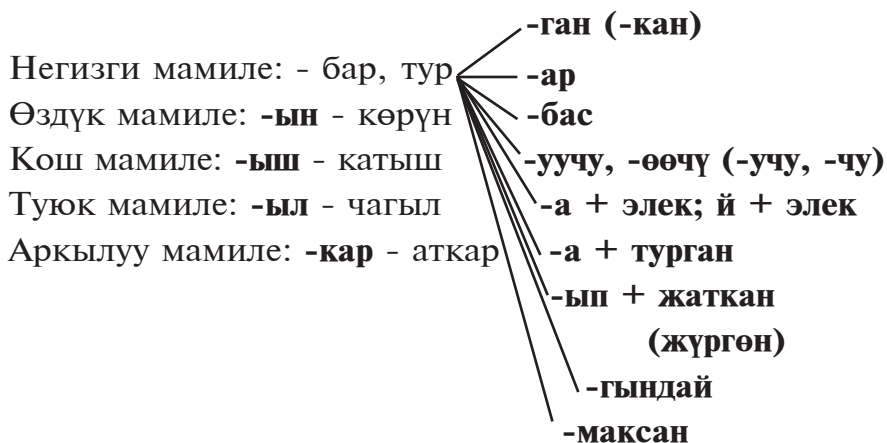 -ган (-кан)
Негизги мамиле: - бар, тур
-ар
Өздүк мамиле: -ын - көрүн
-бас
Кош мамиле: -ыш - катыш
-уучу, -өөчү (-учу, -чу)
Туюк мамиле: -ыл - чагыл
-а + элек; й + элек
Аркылуу мамиле: -кар - аткар
-а + турган
-ып + жаткан
(жүргөн)
-гындай
-максан